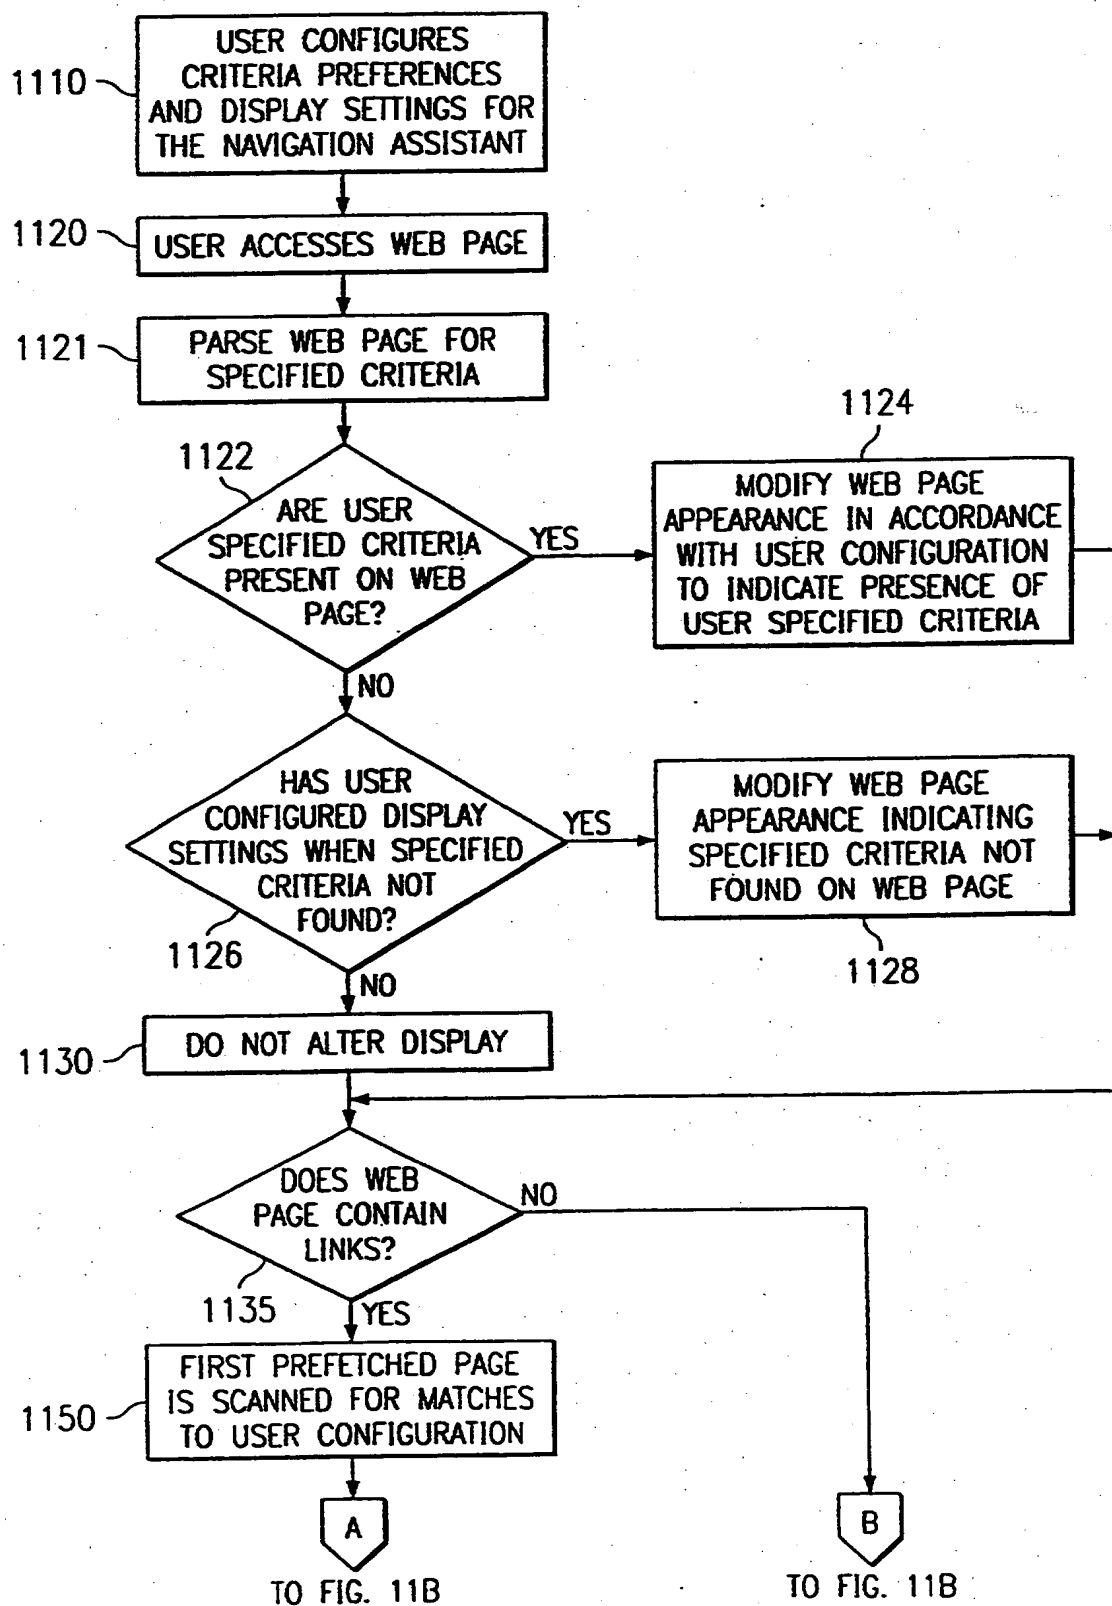 USER CONFIGURES
CRITERIA PREFERENCES
AND DISPLAY SETTINGS FOR
THE NAVIGATION ASSISTANT
1110
1120
USER ACCESSES WEB PAGE
1121
PARSE WEB PAGE FOR
SPECIFIED CRITERIA
1122
ARE USER
SPECIFIED CRITERIA
PRESENT ON WEB
PAGE?
YES
1124
MODIFY WEB PAGE
APPEARANCE IN ACCORDANCE
WITH USER CONFIGURATION
TO INDICATE PRESENCE OF
USER SPECIFIED CRITERIA
NO
HAS USER
CONFIGURED DISPLAY
SETTINGS WHEN SPECIFIED
CRITERIA NOT
FOUND?
1126
YES
MODIFY WEB PAGE
APPEARANCE INDICATING
SPECIFIED CRITERIA NOT
FOUND ON WEB PAGE
1128
NO
1130
DO NOT ALTER DISPLAY
DOES WEB
PAGE CONTAIN
LINKS?
1135
NO
YES
1150
FIRST PREFETCHED PAGE
IS SCANNED FOR MATCHES
TO USER CONFIGURATION
A
TO FIG. 11B
B
TO FIG. 11B